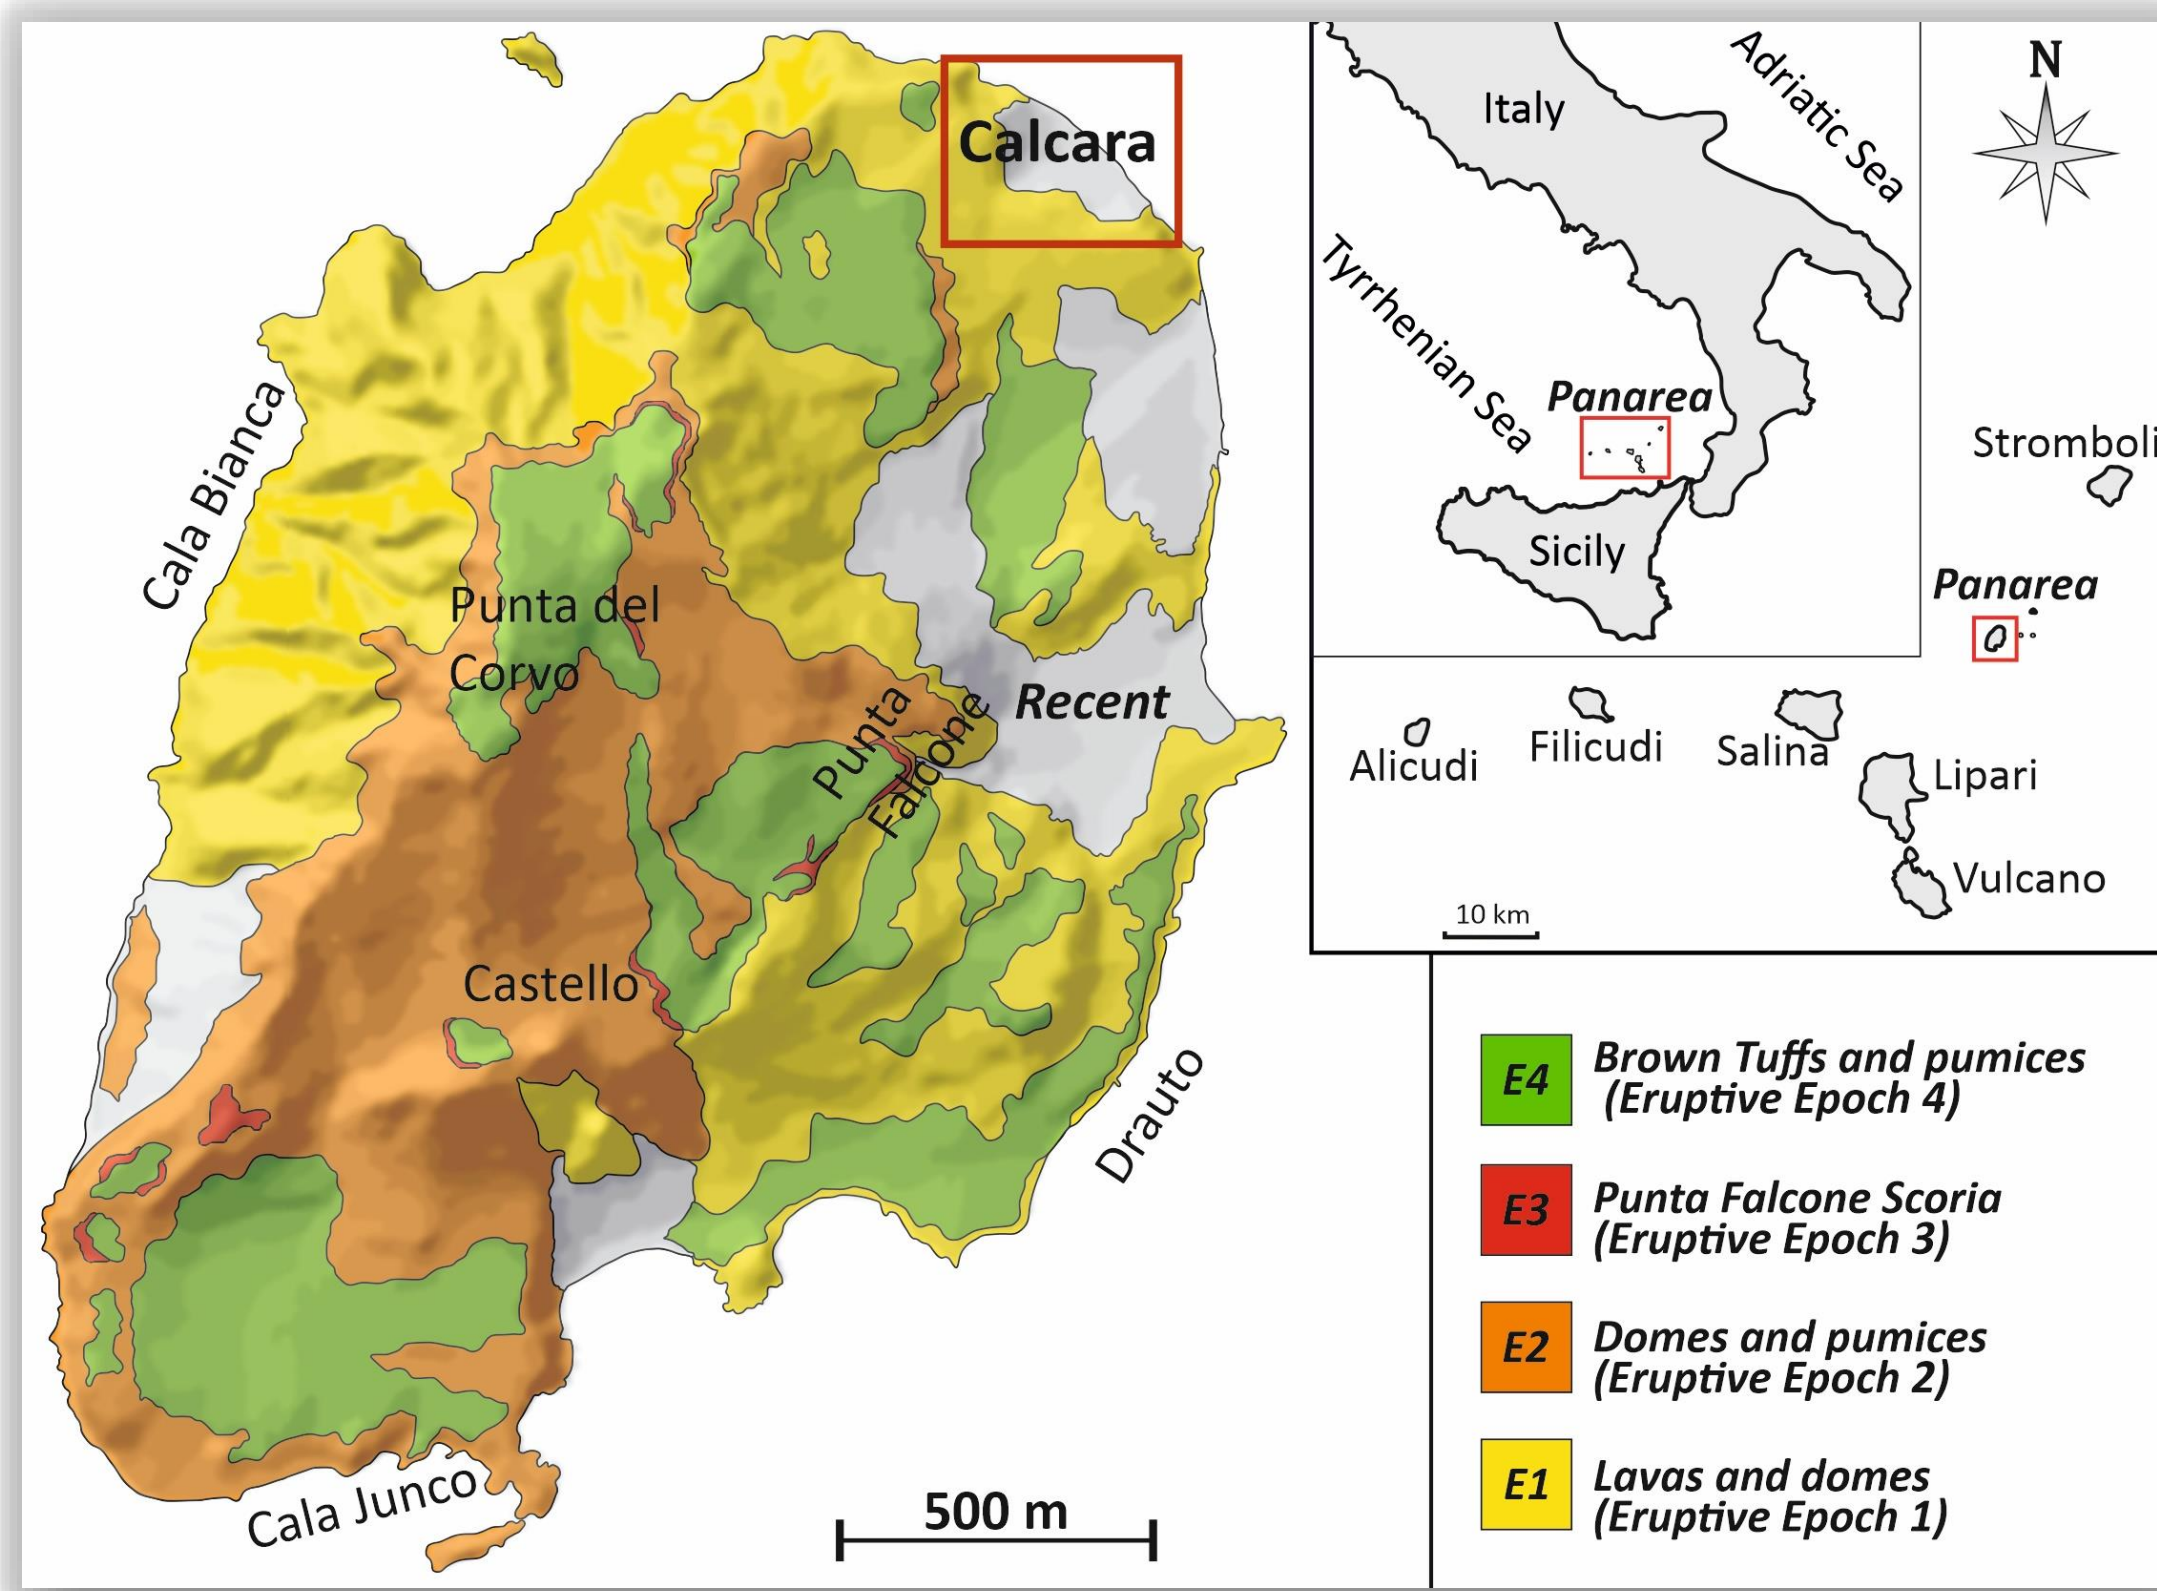 Calcara
Cala Bianca
Punta del
Corvo
Punta
Falcone
Recent
Castello
Drauto
Cala Junco
500 m
Italy
Adriatic Sea
Tyrrhenian Sea
Panarea
Sicily
N
Stromboli
Panarea
Alicudi
Filicudi
Salina
Lipari
Vulcano
10 km
E4
Brown Tuffs and pumices
(Eruptive Epoch 4)
E3
Punta Falcone Scoria
(Eruptive Epoch 3)
E2
Domes and pumices
(Eruptive Epoch 2)
E1
Lavas and domes
(Eruptive Epoch 1)